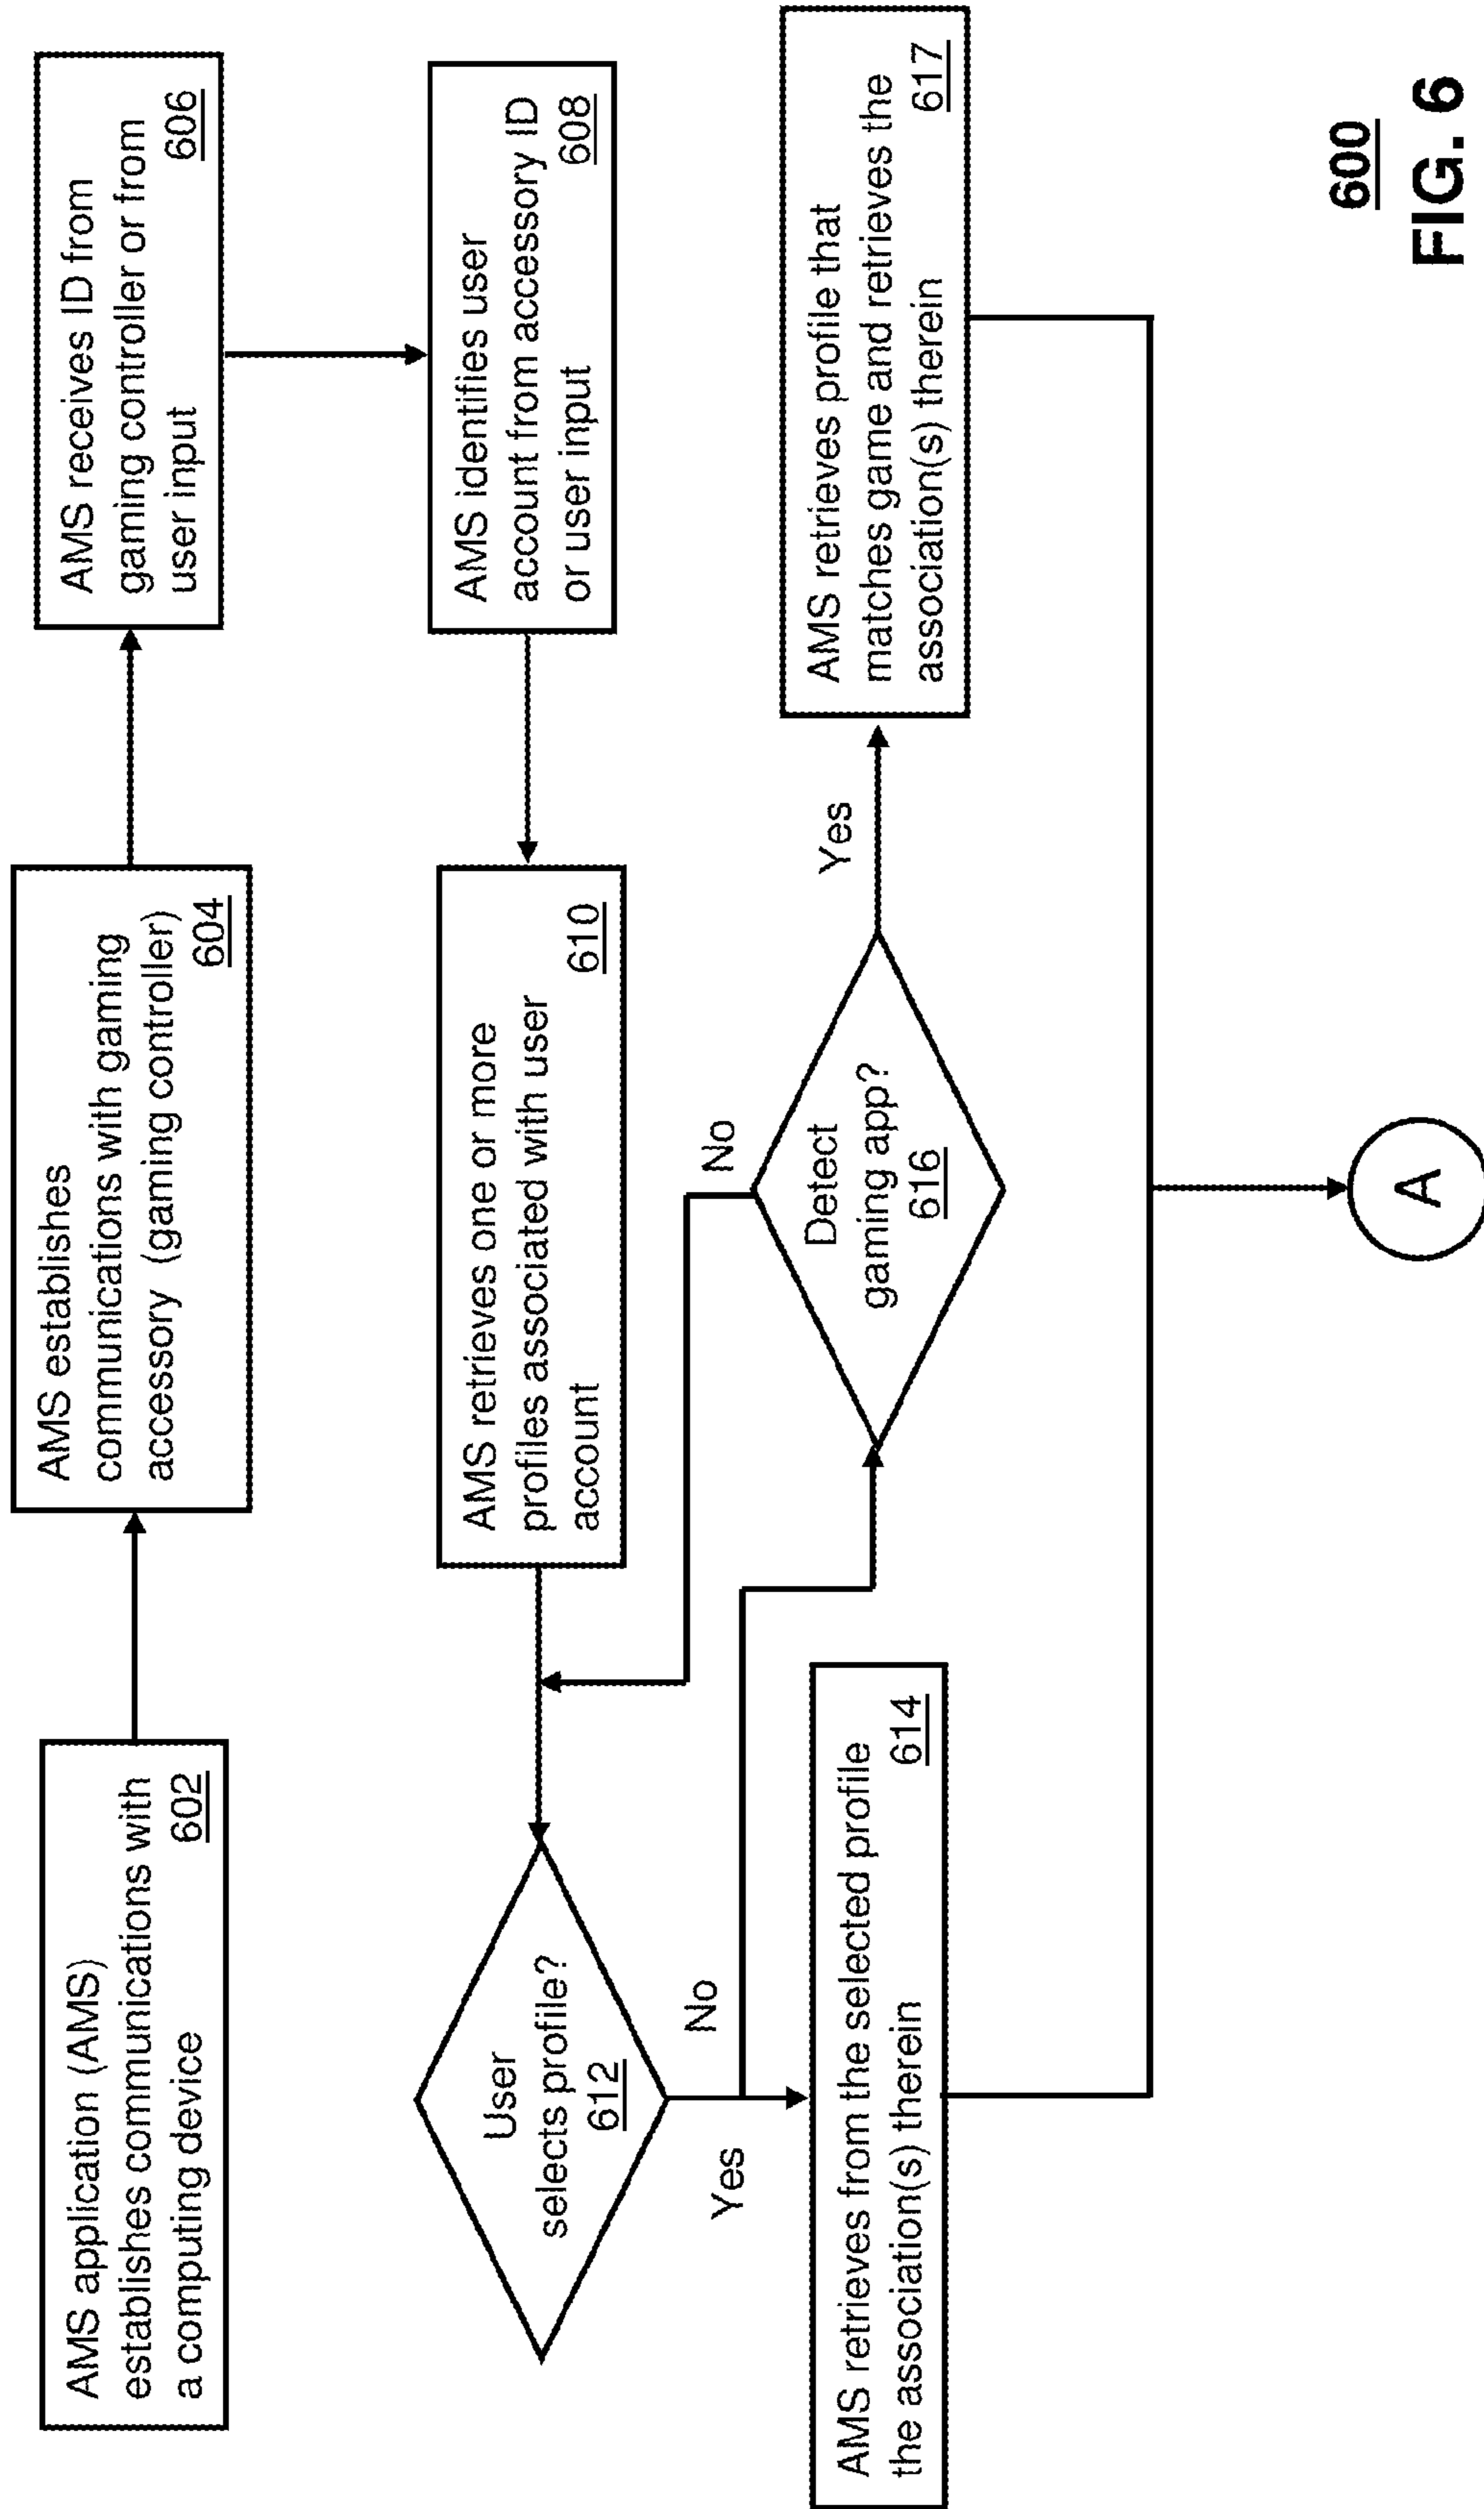 AMS application (AMS)
establishes communications with
a computing device
602
AMS establishes
communications with gaming
accessory (gaming controller)
604
AMS receives ID from
gaming controller or from
user input
606
AMS identifies user
account from accessory ID
or user input
608
AMS retrieves one or more
profiles associated with user
account
610
User
selects profile?
612
No
Yes
AMS retrieves from the selected profile
the association(s) therein
614
Detect
gaming app?
616
No
Yes
AMS retrieves profile that
matches game and retrieves the
association(s) therein
617
A
600
FIG. 6